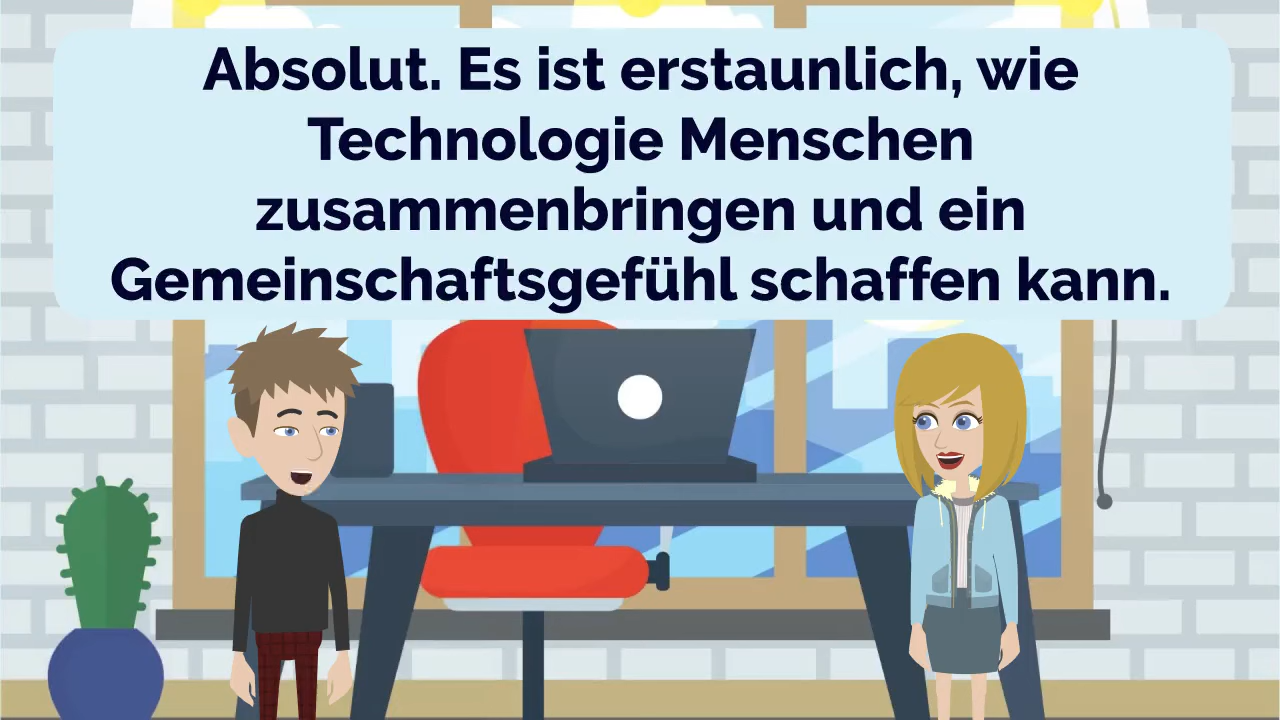 Absolut. Es ist erstaunlich, wie
Technologie Menschen
zusammenbringen und ein
Gemeinschaftsgefühl schaffen kann.